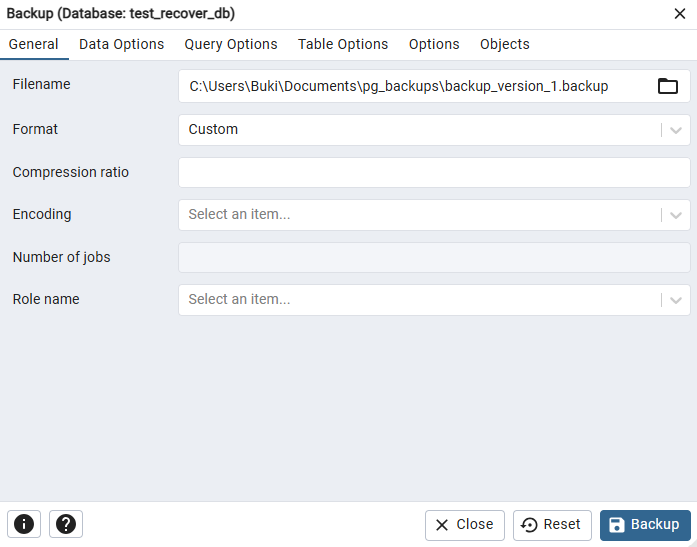 Backup (Database: test_recover_db)
General Data Options Query Options Table Options Options Objects
Filename C:\Users\Buki\Documents\pg_backups\backup_version_1.backup
Format Custom
Compression ratio
Encoding Select an item...
Number of jobs
Role name Select an item...
Close Reset Backup